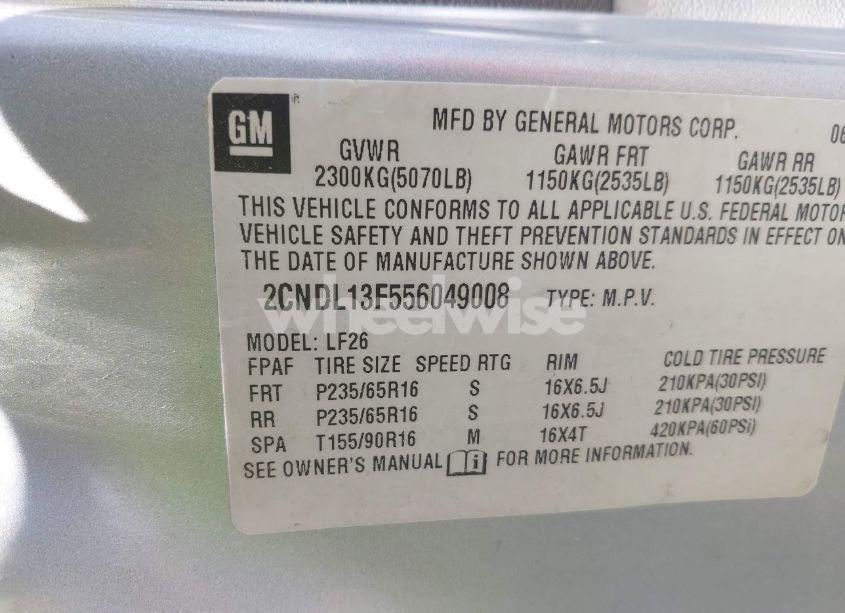 GM
MFD BY GENERAL MOTORS CORP. 06
GVWR GAWR FRT GAWR RR
2300KG(5070LB) 1150KG(2535LB) 1150KG(2535LB)
THIS VEHICLE CONFORMS TO ALL APPLICABLE U.S. FEDERAL MOTOR
VEHICLE SAFETY AND THEFT PREVENTION STANDARDS IN EFFECT ON
THE DATE OF MANUFACTURE SHOWN ABOVE.
2CNDL13F556049008 TYPE: M.P.V.
wheelwise
MODEL: LF26
FPAF TIRE SIZE SPEED RTG RIM COLD TIRE PRESSURE
FRT P235/65R16 S 16X6.5J 210KPA(30PSI)
RR P235/65R16 S 16X6.5J 210KPA(30PSI)
SPA T155/90R16 M 16X4T 420KPA(60PSi)
SEE OWNER'S MANUAL i FOR MORE INFORMATION.